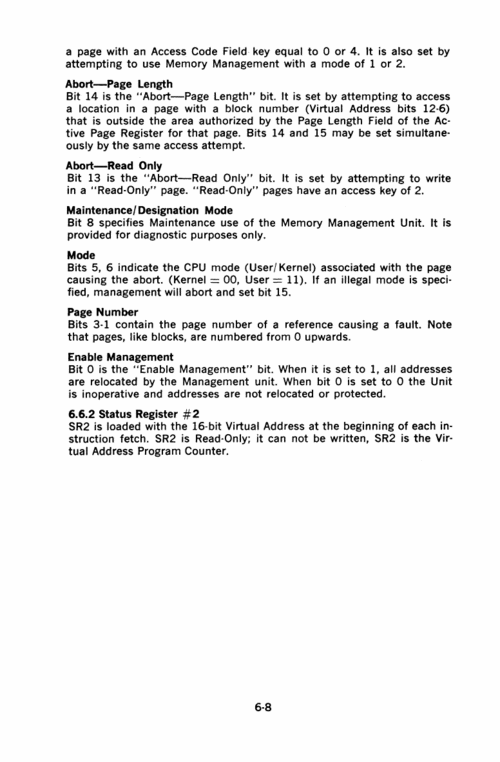 a page with an Access Code Field key equal to 0 or 4. It is also set by
attempting to use Memory Management with a mode of 1 or 2.
Abort—Page Length
Bit 14 is the "Abort—Page Length" bit. It is set by attempting to access
a location in a page with a block number (Virtual Address bits 12-6)
that is outside the area authorized by the Page Length Field of the Ac-
tive Page Register for that page. Bits 14 and 15 may be set simultane-
ously by the same access attempt.
Abort—Read Only
Bit 13 is the "Abort—Read Only" bit. It is set by attempting to write
in a "Read-Only" page. "Read-Only" pages have an access key of 2.
Maintenance/Designation Mode
Bit 8 specifies Maintenance use of the Memory Management Unit. It is
provided for diagnostic purposes only.
Mode
Bits 5, 6 indicate the CPU mode (User/Kernel) associated with the page
causing the abort. (Kernel = 00, User = 11). If an illegal mode is speci-
fied, management will abort and set bit 15.
Page Number
Bits 3-1 contain the page number of a reference causing a fault. Note
that pages, like blocks, are numbered from 0 upwards.
Enable Management
Bit 0 is the "Enable Management" bit. When it is set to 1, all addresses
are relocated by the Management unit. When bit 0 is set to 0 the Unit
is inoperative and addresses are not relocated or protected.
6.6.2 Status Register #2
SR2 is loaded with the 16-bit Virtual Address at the beginning of each in-
struction fetch. SR2 is Read-Only; it can not be written, SR2 is the Vir-
tual Address Program Counter.
6-8